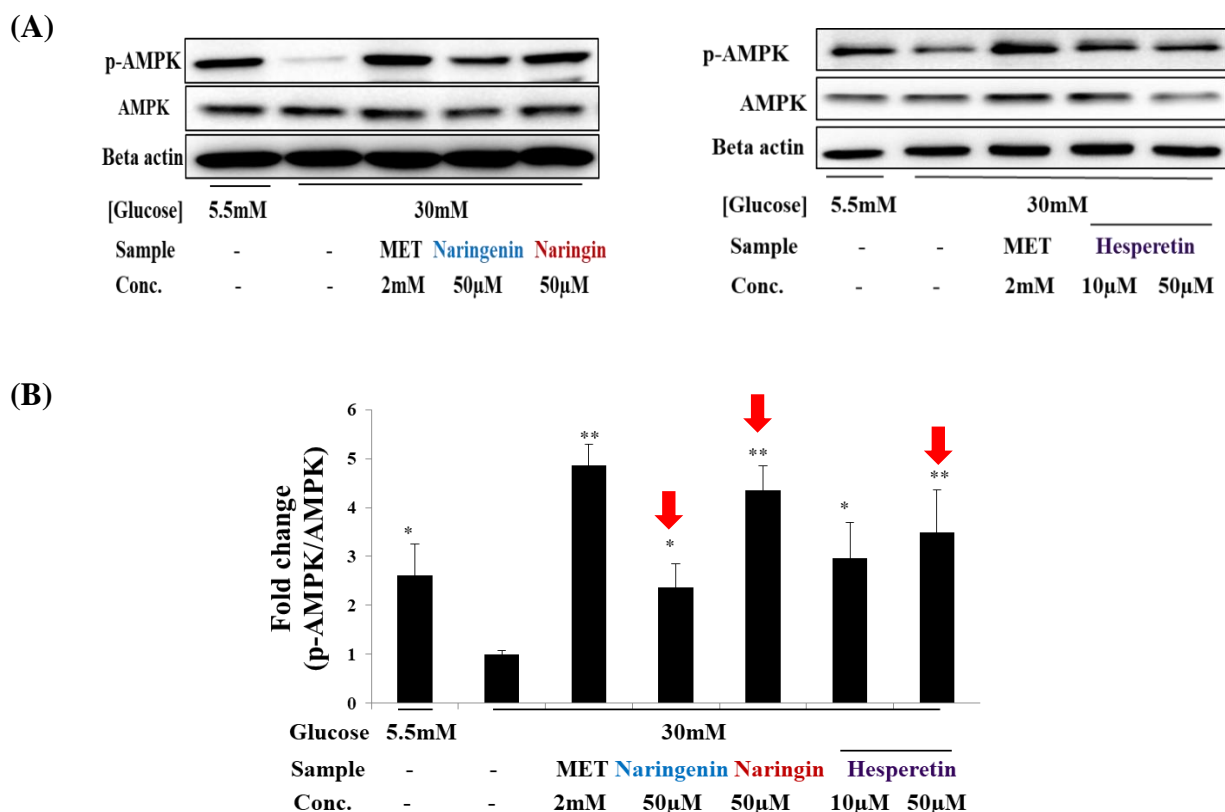 (A)
p-AMPK
AMPK
Beta actin
[Glucose] 5.5mM 30mM
Sample - - MET Naringenin Naringin
Conc. - - 2mM 50µM 50µM
p-AMPK
AMPK
Beta actin
[Glucose] 5.5mM 30mM
Sample - - MET Hesperetin
Conc. - - 2mM 10µM 50µM
(B)
Fold change
(p-AMPK/AMPK)
6
5
4
3
2
1
0
* ** * ** * **
Glucose 5.5mM 30mM
Sample - - MET Naringenin Naringin Hesperetin
Conc. - - 2mM 50µM 50µM 10µM 50µM